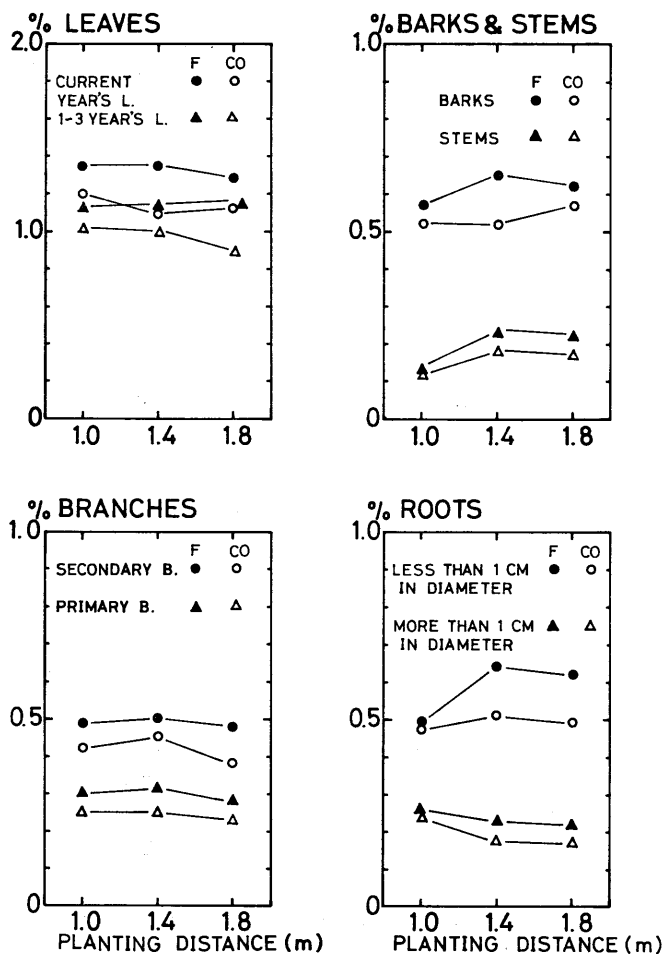 % LEAVES
2.0
F CO
CURRENT
YEAR'S L.
1-3 YEAR'S L.
1.0
0
1.0 1.4 1.8
% BARKS & STEMS
1.0
F CO
BARKS
STEMS
0.5
0
1.0 1.4 1.8
% BRANCHES
1.0
F CO
SECONDARY B.
PRIMARY B.
0.5
0
1.0 1.4 1.8
PLANTING DISTANCE (m)
% ROOTS
1.0
F CO
LESS THAN 1 CM
IN DIAMETER
MORE THAN 1 CM
IN DIAMETER
0.5
0
1.0 1.4 1.8
PLANTING DISTANCE (m)